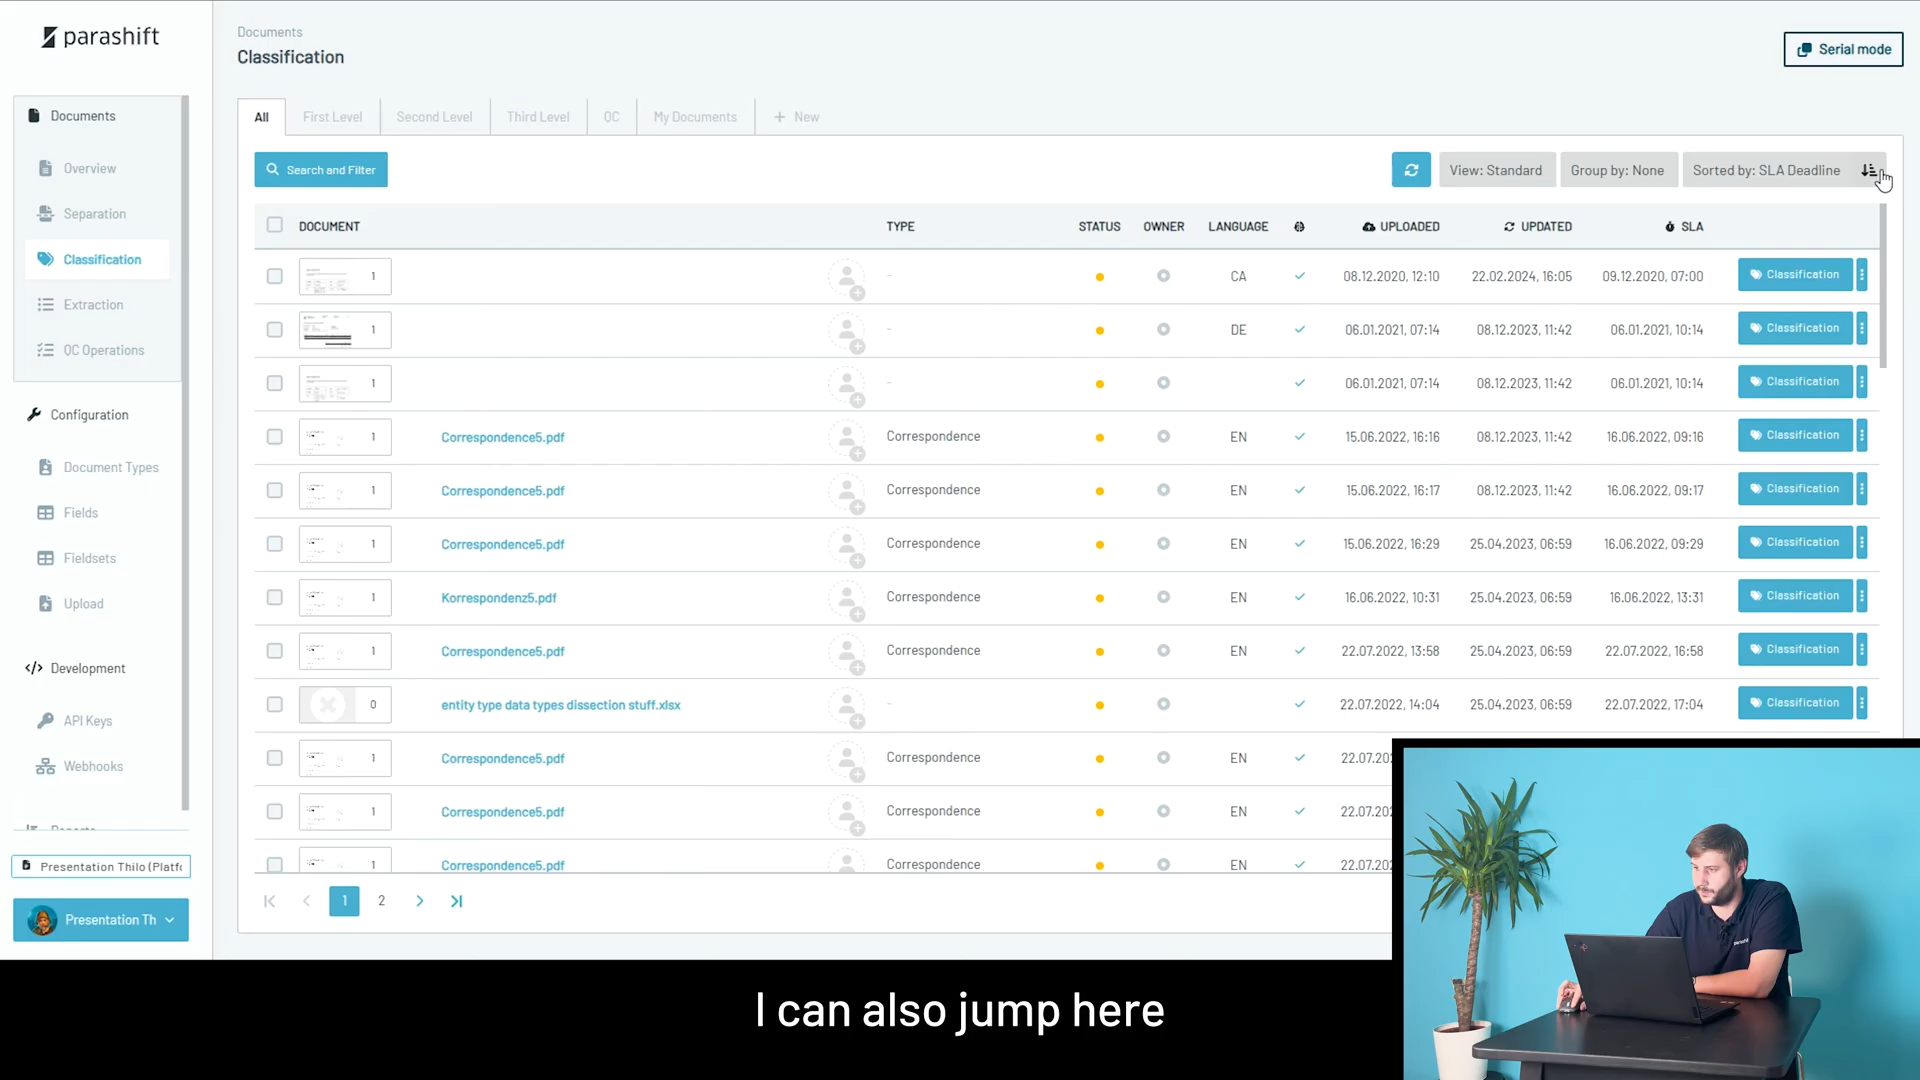 parashift
Documents
Classification
Serial mode
Documents
Overview
Separation
Classification
Extraction
QC Operations
Configuration
Document Types
Fields
Fieldsets
Upload
Development
API Keys
Webhooks
Reports
Presentation Thilo (Platfo
Presentation Th
All First Level Second Level Third Level QC My Documents + New
Search and Filter
View: Standard Group by: None Sorted by: SLA Deadline
DOCUMENT TYPE STATUS OWNER LANGUAGE UPLOADED UPDATED SLA
1 - CA 08.12.2020, 12:10 22.02.2024, 16:05 09.12.2020, 07:00 Classification
1 - DE 06.01.2021, 07:14 08.12.2023, 11:42 06.01.2021, 10:14 Classification
1 - 06.01.2021, 07:14 08.12.2023, 11:42 06.01.2021, 10:14 Classification
1 Correspondence5.pdf Correspondence EN 15.06.2022, 16:16 08.12.2023, 11:42 16.06.2022, 09:16 Classification
1 Correspondence5.pdf Correspondence EN 15.06.2022, 16:17 08.12.2023, 11:42 16.06.2022, 09:17 Classification
1 Correspondence5.pdf Correspondence EN 15.06.2022, 16:29 25.04.2023, 06:59 16.06.2022, 09:29 Classification
1 Korrespondenz5.pdf Correspondence EN 16.06.2022, 10:31 25.04.2023, 06:59 16.06.2022, 13:31 Classification
1 Correspondence5.pdf Correspondence EN 22.07.2022, 13:58 25.04.2023, 06:59 22.07.2022, 16:58 Classification
0 entity type data types dissection stuff.xlsx - 22.07.2022, 14:04 25.04.2023, 06:59 22.07.2022, 17:04 Classification
1 Correspondence5.pdf Correspondence EN 22.07.202
1 Correspondence5.pdf Correspondence EN 22.07.202
1 Correspondence5.pdf Correspondence EN 22.07.202
1 2
parashift
I can also jump here